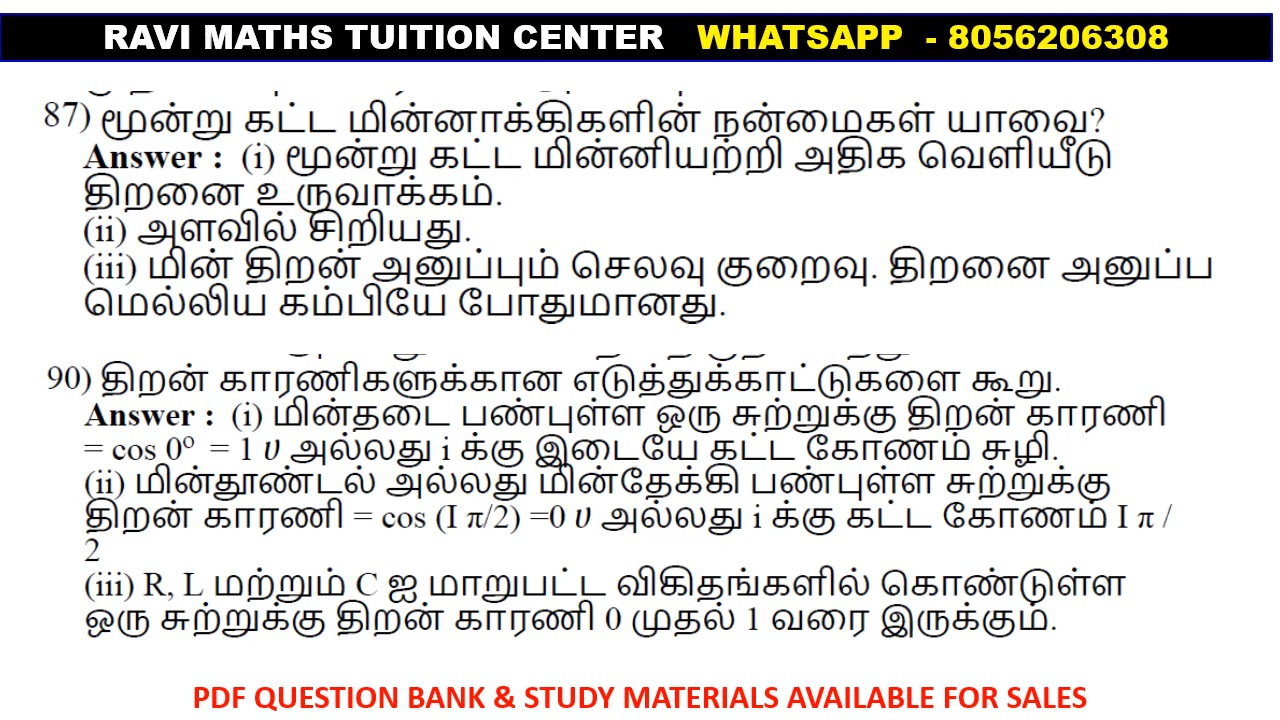 RAVI MATHS TUITION CENTER WHATSAPP - 8056206308
87) மூன்று கட்ட மின்னாக்கிகளின் நன்மைகள் யாவை?
Answer : (i) மூன்று கட்ட மின்னியற்றி அதிக வெளியீடு
திறனை உருவாக்கம்.
(ii) அளவில் சிறியது.
(iii) மின் திறன் அனுப்பும் செலவு குறைவு. திறனை அனுப்ப
மெல்லிய கம்பியே போதுமானது.
90) திறன் காரணிகளுக்கான எடுத்துக்காட்டுகளை கூறு.
Answer : (i) மின்தடை பண்புள்ள ஒரு சுற்றுக்கு திறன் காரணி
= cos 0⁰ = 1 υ அல்லது i க்கு இடையே கட்ட கோணம் சுழி.
(ii) மின்தூண்டல் அல்லது மின்தேக்கி பண்புள்ள சுற்றுக்கு
திறன் காரணி = cos (I π/2) =0 υ அல்லது i க்கு கட்ட கோணம் I π /
2
(iii) R, L மற்றும் C ஐ மாறுபட்ட விகிதங்களில் கொண்டுள்ள
ஒரு சுற்றுக்கு திறன் காரணி 0 முதல் 1 வரை இருக்கும்.
PDF QUESTION BANK & STUDY MATERIALS AVAILABLE FOR SALES